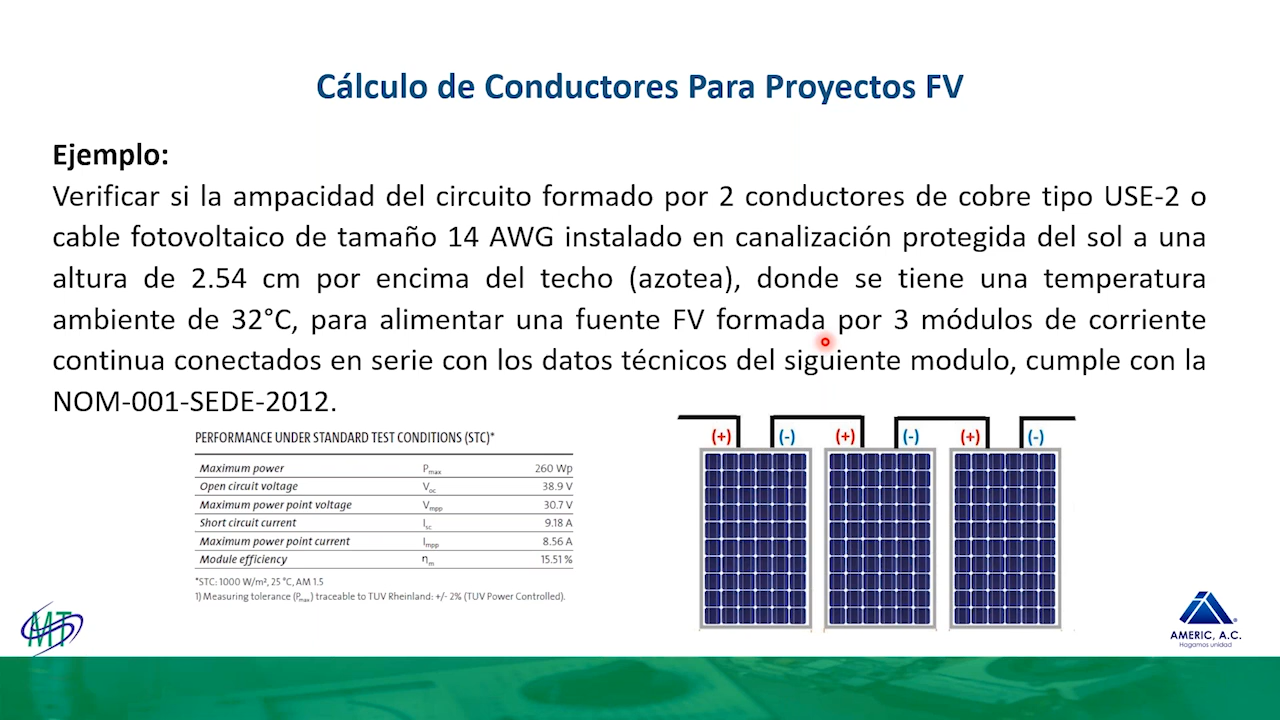 Cálculo de Conductores Para Proyectos FV
Ejemplo:
Verificar si la ampacidad del circuito formado por 2 conductores de cobre tipo USE-2 o
cable fotovoltaico de tamaño 14 AWG instalado en canalización protegida del sol a una
altura de 2.54 cm por encima del techo (azotea), donde se tiene una temperatura
ambiente de 32°C, para alimentar una fuente FV formada por 3 módulos de corriente
continua conectados en serie con los datos técnicos del siguiente modulo, cumple con la
NOM-001-SEDE-2012.
PERFORMANCE UNDER STANDARD TEST CONDITIONS (STC)*
Maximum power Pmax 260 Wp
Open circuit voltage Voc 38.9 V
Maximum power point voltage Vmpp 30.7 V
Short circuit current Isc 9.18 A
Maximum power point current Impp 8.56 A
Module efficiency ηm 15.51 %
*STC: 1000 W/m², 25 °C, AM 1.5
1) Measuring tolerance (Pmax) traceable to TUV Rheinland: +/- 2% (TUV Power Controlled).
(+) (-) (+) (-) (+) (-)
MT
AMERIC, A.C.
Hagamos unidad